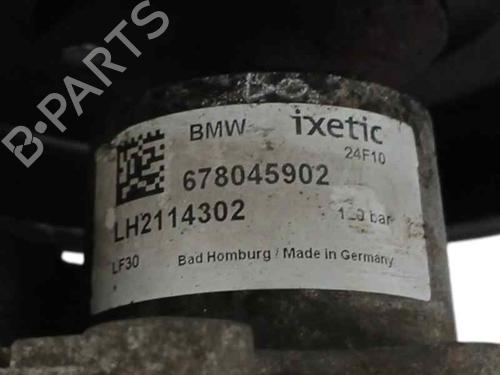 B-PARTS
BMW ixetic
24F10
678045902
LH2114302 bar
LF30 Bad Homburg / Made in Germany